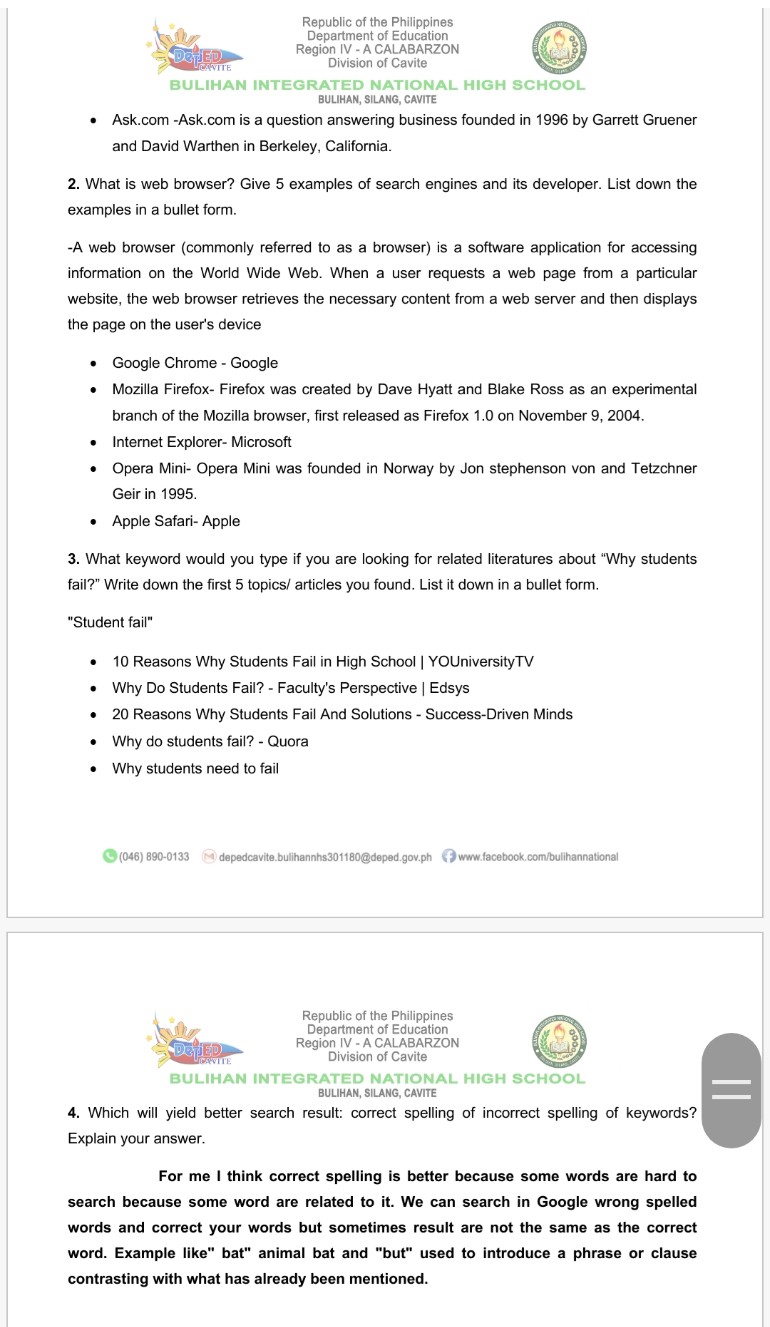 Republic of the Philippines
Department of Education
Region IV - A CALABARZON
Division of Cavite
DepED
CAVITE
BULIHAN INTEGRATED NATIONAL HIGH SCHOOL
BULIHAN, SILANG, CAVITE
• Ask.com -Ask.com is a question answering business founded in 1996 by Garrett Gruener
and David Warthen in Berkeley, California.
2. What is web browser? Give 5 examples of search engines and its developer. List down the
examples in a bullet form.
-A web browser (commonly referred to as a browser) is a software application for accessing
information on the World Wide Web. When a user requests a web page from a particular
website, the web browser retrieves the necessary content from a web server and then displays
the page on the user's device
• Google Chrome - Google
• Mozilla Firefox- Firefox was created by Dave Hyatt and Blake Ross as an experimental
branch of the Mozilla browser, first released as Firefox 1.0 on November 9, 2004.
• Internet Explorer- Microsoft
• Opera Mini- Opera Mini was founded in Norway by Jon stephenson von and Tetzchner
Geir in 1995.
• Apple Safari- Apple
3. What keyword would you type if you are looking for related literatures about “Why students
fail?” Write down the first 5 topics/ articles you found. List it down in a bullet form.
"Student fail"
• 10 Reasons Why Students Fail in High School | YOUniversityTV
• Why Do Students Fail? - Faculty's Perspective | Edsys
• 20 Reasons Why Students Fail And Solutions - Success-Driven Minds
• Why do students fail? - Quora
• Why students need to fail
(046) 890-0133 depedcavite.bulihannhs301180@deped.gov.ph www.facebook.com/bulihannational
Republic of the Philippines
Department of Education
Region IV - A CALABARZON
Division of Cavite
DepED
CAVITE
BULIHAN INTEGRATED NATIONAL HIGH SCHOOL
BULIHAN, SILANG, CAVITE
4. Which will yield better search result: correct spelling of incorrect spelling of keywords?
Explain your answer.
For me I think correct spelling is better because some words are hard to
search because some word are related to it. We can search in Google wrong spelled
words and correct your words but sometimes result are not the same as the correct
word. Example like" bat" animal bat and "but" used to introduce a phrase or clause
contrasting with what has already been mentioned.